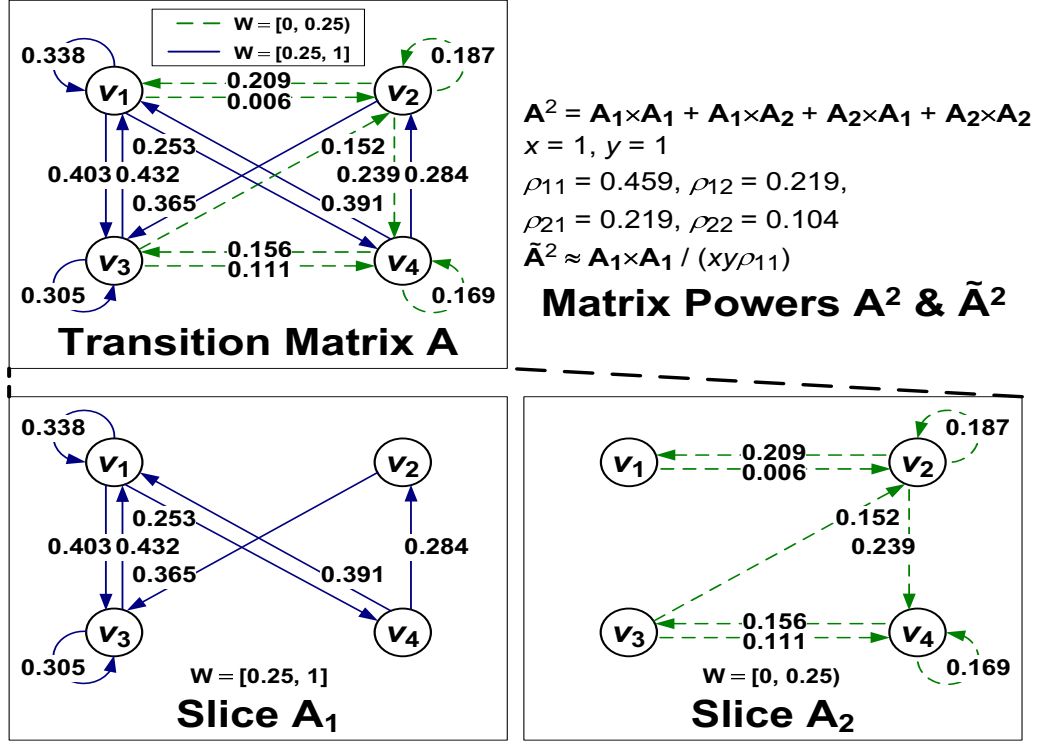 W = [0, 0.25)
W = [0.25, 1]
0.338
0.187
v1
v2
0.209
0.006
0.253
0.152
0.403
0.432
0.239
0.284
0.365
0.391
v3
v4
0.156
0.111
0.305
0.169
Transition Matrix A
A² = A₁×A₁ + A₁×A₂ + A₂×A₁ + A₂×A₂
x = 1, y = 1
ρ₁₁ = 0.459, ρ₁₂ = 0.219,
ρ₂₁ = 0.219, ρ₂₂ = 0.104
ò ≈ A₁×A₁ / (xyρ₁₁)
Matrix Powers A² & ò
0.338
v1
v2
0.253
0.403
0.432
0.284
0.365
0.391
v3
v4
0.305
W = [0.25, 1]
Slice A₁
0.187
v1
v2
0.209
0.006
0.152
0.239
v3
v4
0.156
0.111
0.169
W = [0, 0.25)
Slice A₂